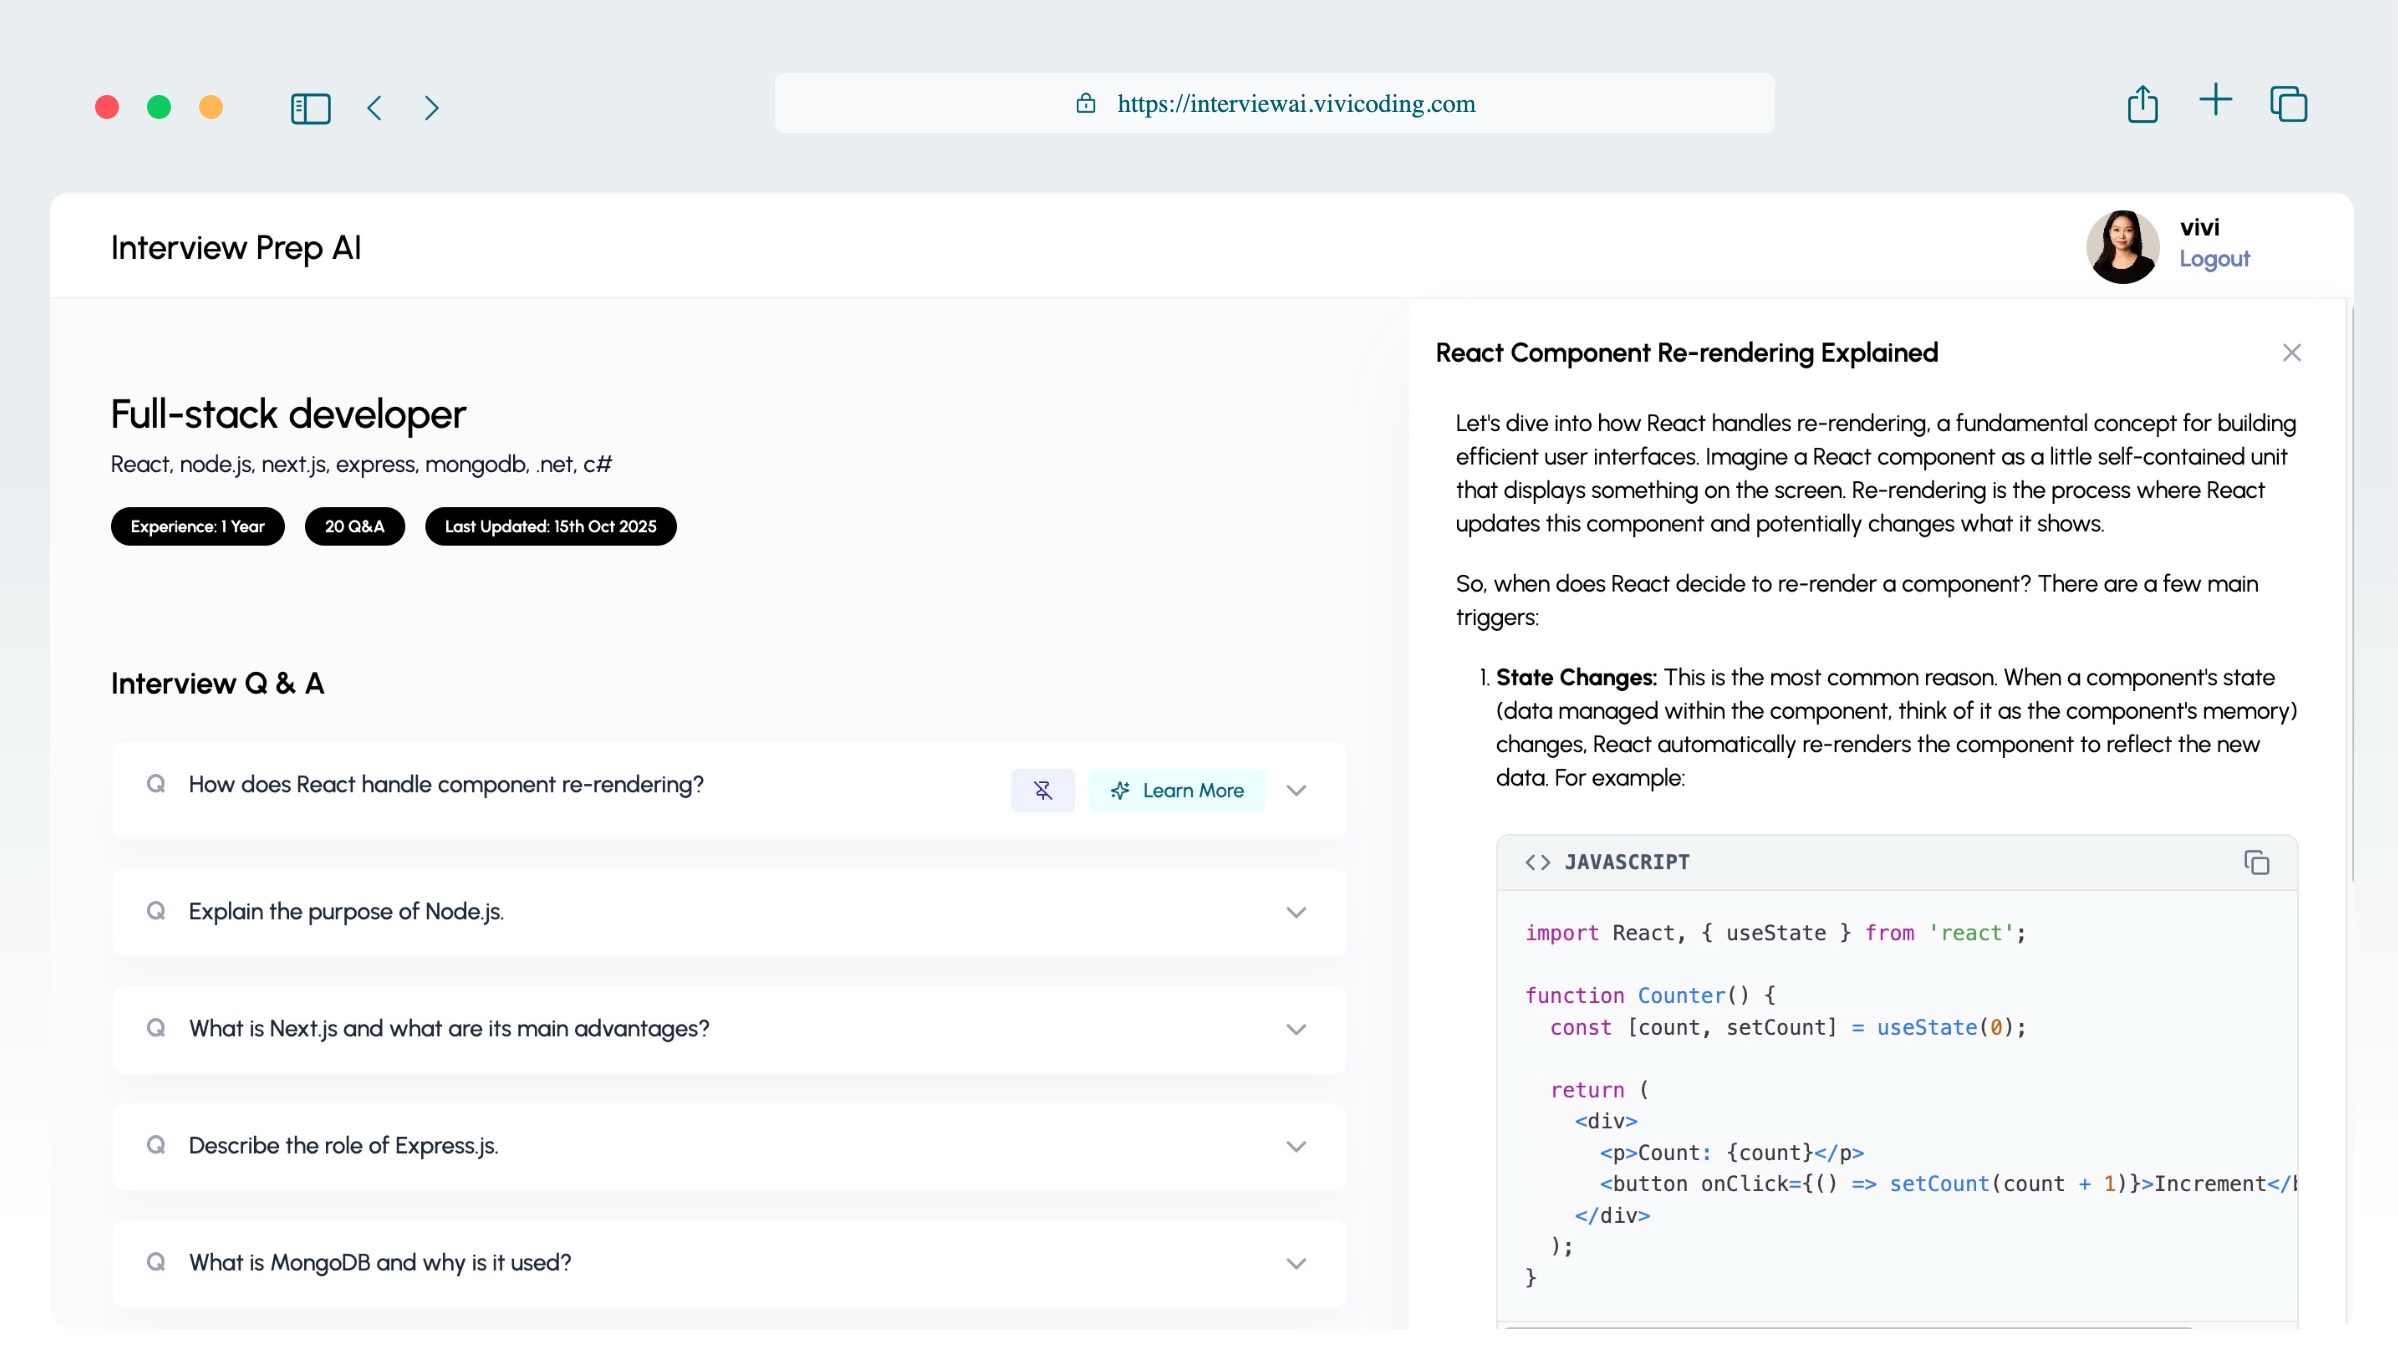 https://interviewai.vivicoding.com
Interview Prep AI
vivi
Logout
Full-stack developer
React, node.js, next.js, express, mongodb, .net, c#
Experience: 1 Year
20 Q&A
Last Updated: 15th Oct 2025
Interview Q & A
Q How does React handle component re-rendering?
Learn More
Q Explain the purpose of Node.js.
Q What is Next.js and what are its main advantages?
Q Describe the role of Express.js.
Q What is MongoDB and why is it used?
React Component Re-rendering Explained
Let's dive into how React handles re-rendering, a fundamental concept for building
efficient user interfaces. Imagine a React component as a little self-contained unit
that displays something on the screen. Re-rendering is the process where React
updates this component and potentially changes what it shows.
So, when does React decide to re-render a component? There are a few main
triggers:
1. State Changes: This is the most common reason. When a component's state
(data managed within the component, think of it as the component's memory)
changes, React automatically re-renders the component to reflect the new
data. For example:
<> JAVASCRIPT
import React, { useState } from 'react';
function Counter() {
const [count, setCount] = useState(0);
return (
<div>
<p>Count: {count}</p>
<button onClick={() => setCount(count + 1)}>Increment</
</div>
);
}